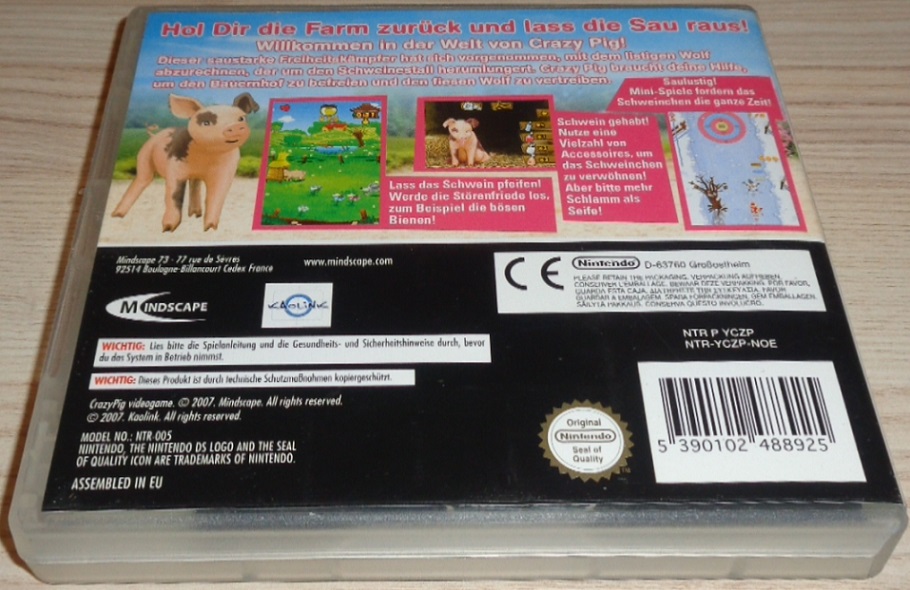 Hol Dir die Farm zurück und lass die Sau raus!
Willkommen in der Welt von Crazy Pig!
Dieser saustarke Freiheitskämpfer hat sich vorgenommen, mit dem listigen Wolf
abzurechnen, der um den Schweinestall herumlungert. Crazy Pig braucht deine Hilfe,
um den Bauernhof zu befreien und den fiesen Wolf zu vertreiben.
Saulustig!
Mini-Spiele fordern das
Schweinchen die ganze Zeit!
Schwein gehabt!
Nutze eine
Vielzahl von
Accessoires, um
das Schweinchen
zu verwöhnen!
Aber bitte mehr
Schlamm als
Seife!
Lass das Schwein pfeifen!
Werde die Störenfriede los,
zum Beispiel die bösen
Bienen!
Mindscape 73 - 77 rue de Sèvres
92514 Boulogne-Billancourt Cedex France
www.mindscape.com
MINDSCAPE
KAOLINK
CE
Nintendo D-63760 Großostheim
PLEASE RETAIN THIS PACKAGING. VERPACKUNG AUFHEBEN.
CONSERVER L'EMBALLAGE. BEWAAR DEZE VERPAKKING. POR FAVOR,
GUARDA ESTA CAJA. ΔΙΑΤΗΡΗΣΤΕ ΤΗΝ ΣΥΣΚΕΥΑΣΙΑ. FAVOR
GUARDAR A EMBALAGEM. SPARA FÖRPACKNINGEN. GEM EMBALLAGEN.
SÄILYTÄ PAKKAUS. CONSERVA QUESTO INVOLUCRO.
NTR P YCZP
NTR-YCZP-NOE
WICHTIG: Lies bitte die Spielanleitung und die Gesundheits- und Sicherheitshinweise durch, bevor
du das System in Betrieb nimmst.
WICHTIG: Dieses Produkt ist durch technische Schutzmaßnahmen kopiergeschützt.
CrazyPig videogame. © 2007. Mindscape. All rights reserved.
© 2007. Kaolink. All rights reserved.
MODEL NO.: NTR-005
NINTENDO, THE NINTENDO DS LOGO AND THE SEAL
OF QUALITY ICON ARE TRADEMARKS OF NINTENDO.
ASSEMBLED IN EU
Original
Nintendo
Seal of
Quality
5 390102 488925